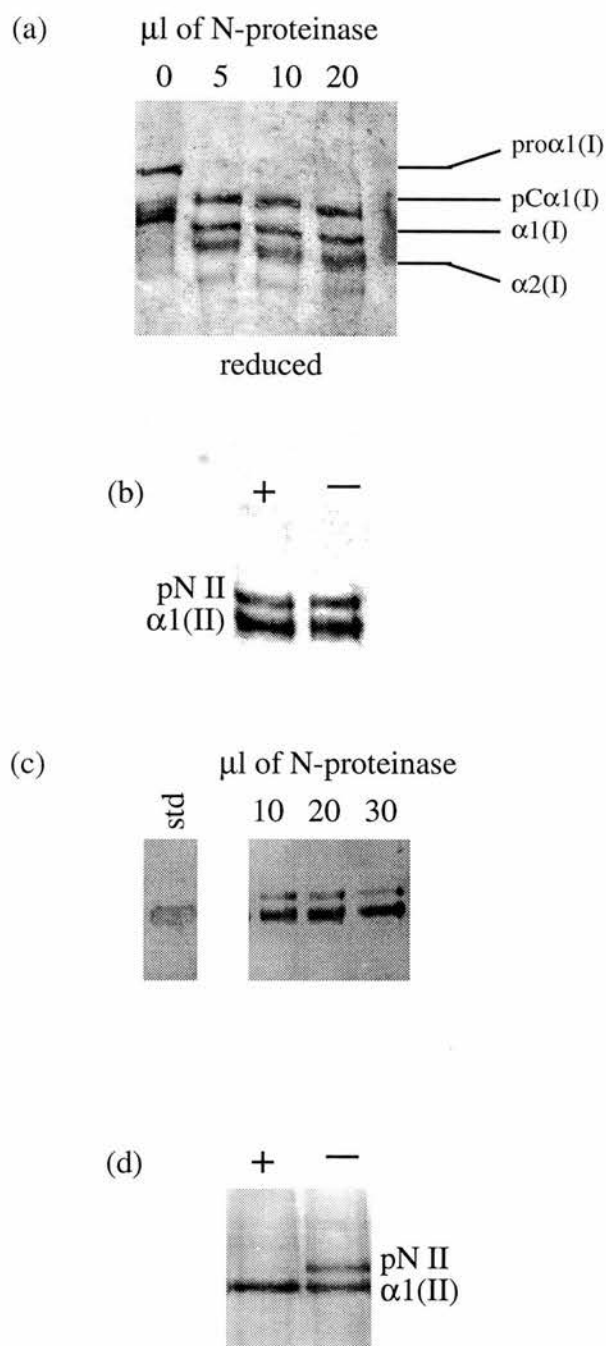 (a)
μl of N-proteinase
0 5 10 20
proα1(I)
pCα1(I)
α1(I)
α2(I)
reduced
(b)
+ —
pN II
α1(II)
(c)
μl of N-proteinase
std
10 20 30
(d)
+ —
pN II
α1(II)